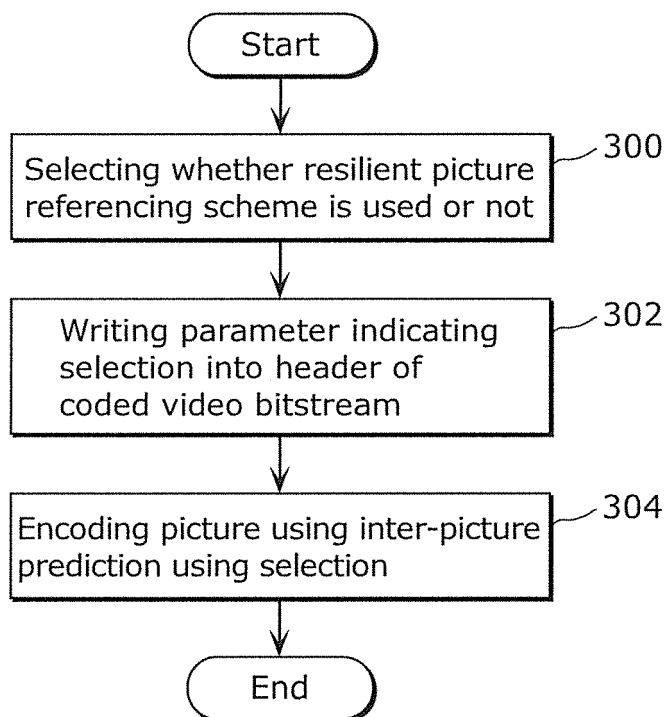 Start
Selecting whether resilient picture
referencing scheme is used or not
300
Writing parameter indicating
selection into header of
coded video bitstream
302
Encoding picture using inter-picture
prediction using selection
304
End